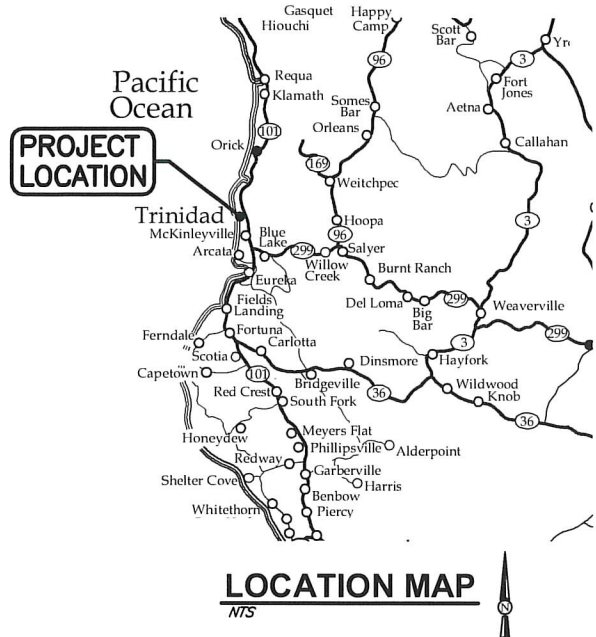 Gasquet
Happy
Hiouchi
Camp
Scott
Bar
96
3
Requa
Fort
Jones
Klamath
Pacific
Ocean
Somes
Bar
Aetna
101
Orleans
Orick
Callahan
PROJECT
LOCATION
169
Weitchpec
Trinidad
Hoopa
3
McKinleyville
Blue
Lake
96
Arcata
299
Salyer
Willow
Creek
Eureka
Burnt Ranch
Fields
Landing
Del Loma
Big
Bar
299
Weaverville
Ferndale
Fortuna
299
Carlotta
3
Scotia
Dinsmore
Hayfork
Capetown
101
Bridgeville
Red Crest
36
Wildwood
Knob
South Fork
36
Honeydew
Meyers Flat
Phillipsville
Alderpoint
Redway
Garberville
Shelter Cove
Harris
Benbow
Whitethorn
Piercy
LOCATION MAP
NTS
N